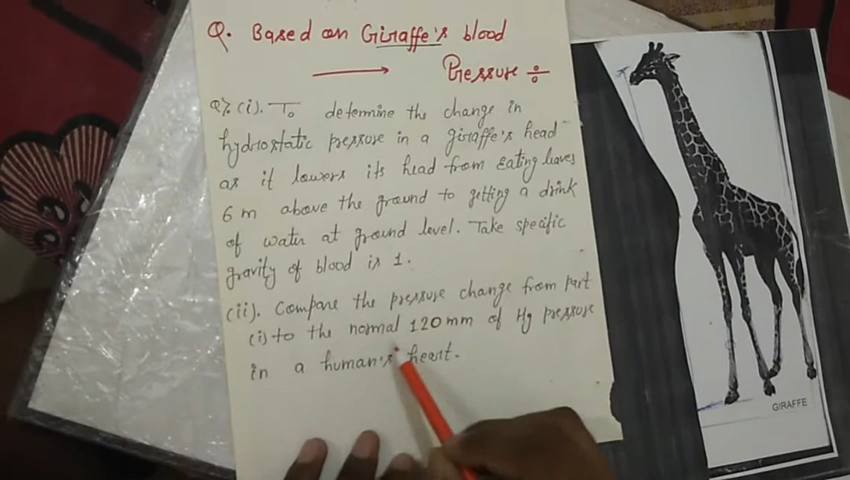 Q. Based on Giraffe's blood
Pressure ÷
Q% (i). To determine the change in
hydrostatic pressure in a giraffe's head
as it lowers its head from eating leaves
6 m above the ground to getting a drink
of water at ground level. Take specific
gravity of blood is 1.
(ii). Compare the pressure change from part
(i) to the normal 120 mm of Hg pressure
in a human's heart.
GIRAFFE